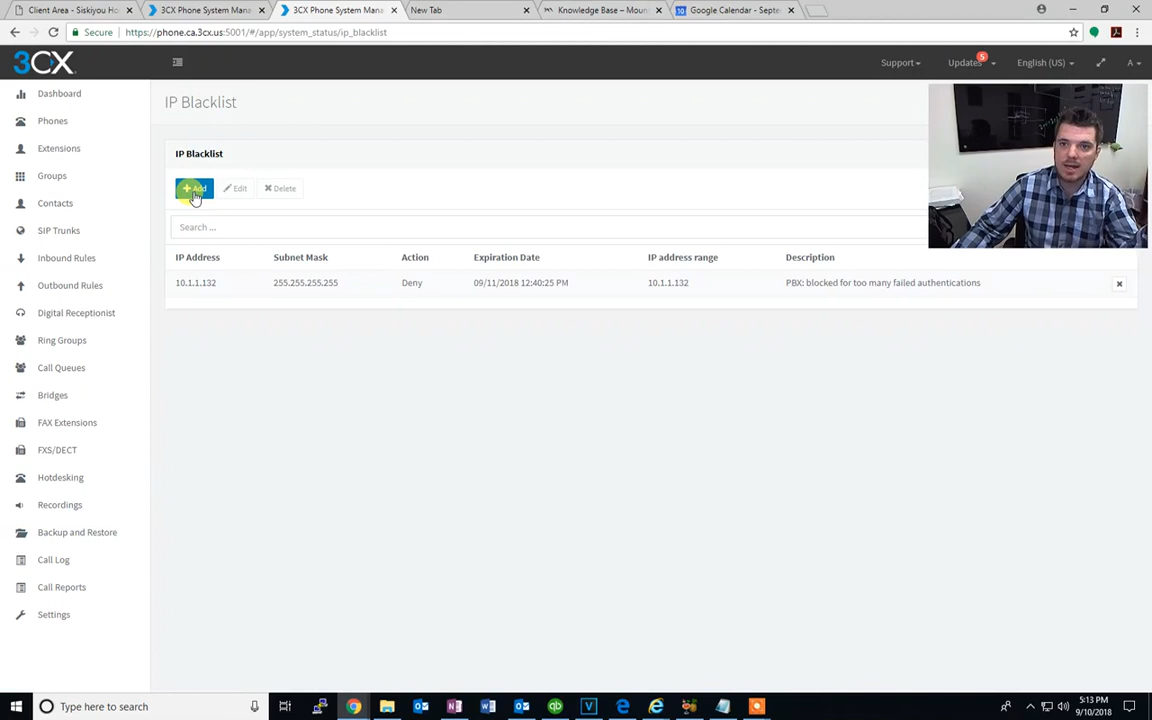 Client Area - Siskiyou Ho
3CX Phone System Mana
3CX Phone System Mana
New Tab
Knowledge Base – Moun
Google Calendar - Septe
Secure
https://phone.ca.3cx.us:5001/#/app/system_status/ip_blacklist
3CX
Support
Updates
5
English (US)
A
Dashboard
Phones
Extensions
Groups
Contacts
SIP Trunks
Inbound Rules
Outbound Rules
Digital Receptionist
Ring Groups
Call Queues
Bridges
FAX Extensions
FXS/DECT
Hotdesking
Recordings
Backup and Restore
Call Log
Call Reports
Settings
IP Blacklist
IP Blacklist
Add
Edit
Delete
Search ...
IP Address Subnet Mask Action Expiration Date IP address range Description
10.1.1.132 255.255.255.255 Deny 09/11/2018 12:40:25 PM 10.1.1.132 PBX: blocked for too many failed authentications
Type here to search
5:13 PM
9/10/2018